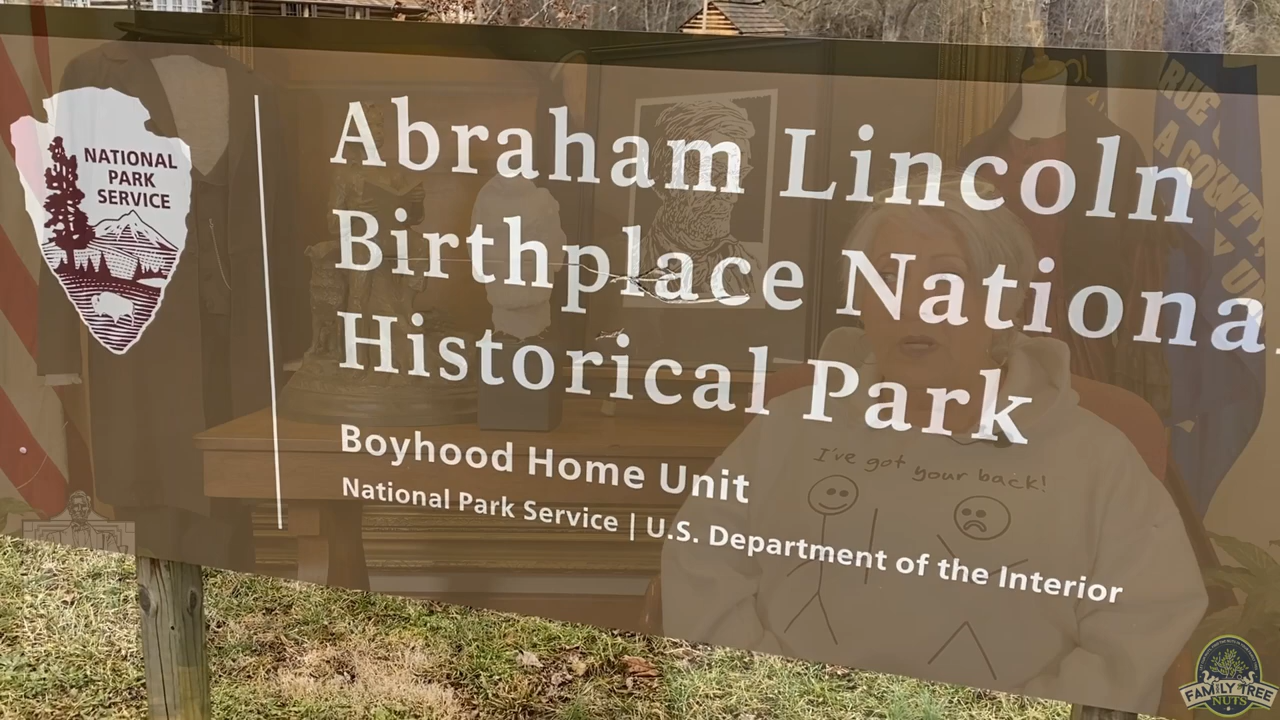 NATIONAL
PARK
SERVICE
Abraham Lincoln
Birthplace National
Historical Park
Boyhood Home Unit
National Park Service | U.S. Department of the Interior
I've got your back!
FAMILY TREE
NUTS